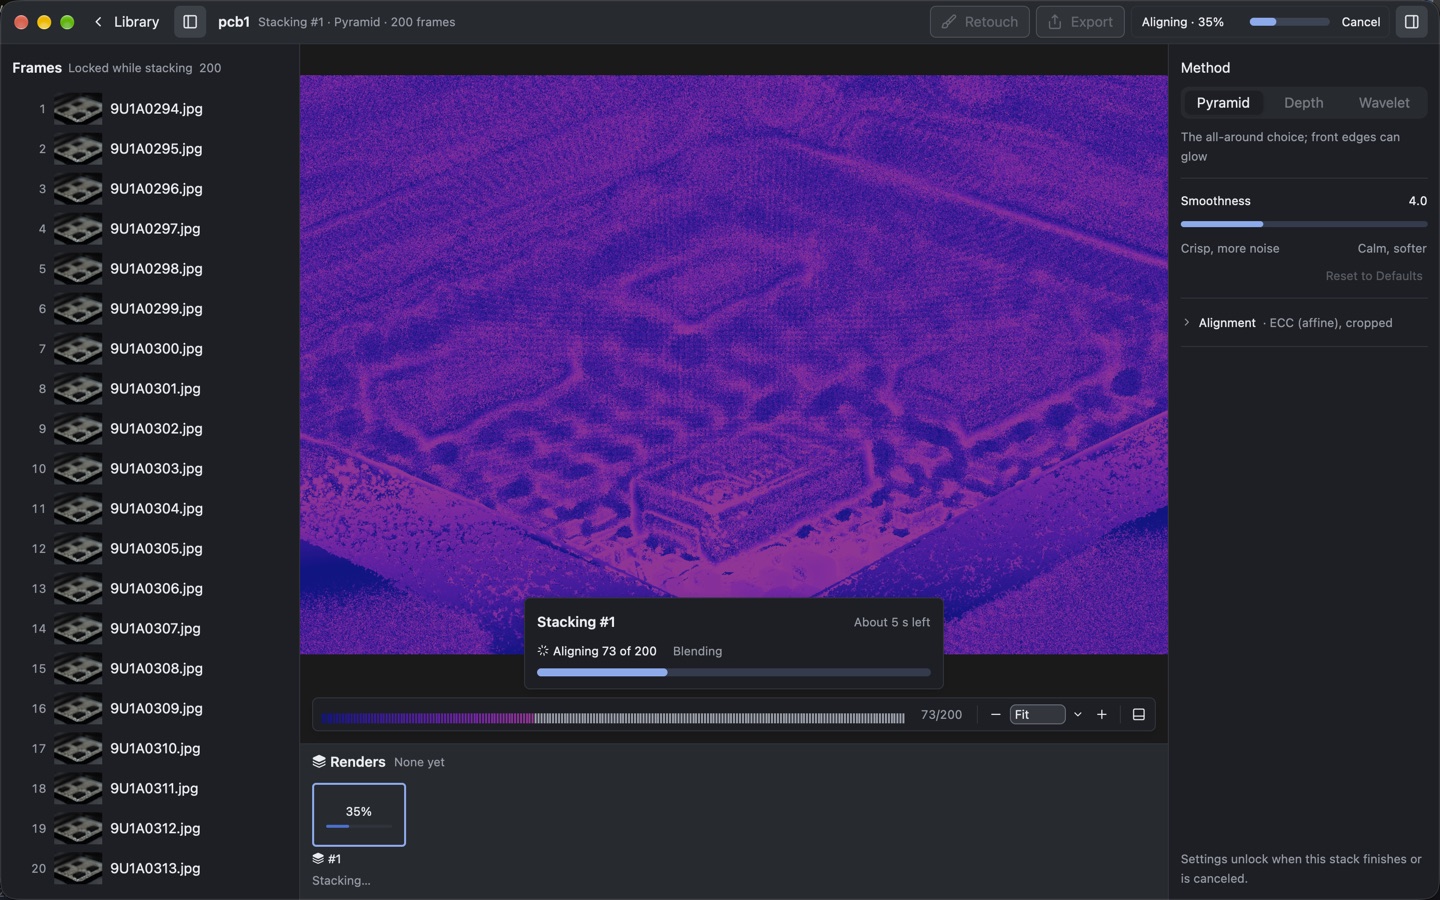 Library
pcb1 Stacking #1 · Pyramid · 200 frames
Retouch
Export
Aligning · 35%
Cancel
Frames Locked while stacking 200
1 9U1A0294.jpg
2 9U1A0295.jpg
3 9U1A0296.jpg
4 9U1A0297.jpg
5 9U1A0298.jpg
6 9U1A0299.jpg
7 9U1A0300.jpg
8 9U1A0301.jpg
9 9U1A0302.jpg
10 9U1A0303.jpg
11 9U1A0304.jpg
12 9U1A0305.jpg
13 9U1A0306.jpg
14 9U1A0307.jpg
15 9U1A0308.jpg
16 9U1A0309.jpg
17 9U1A0310.jpg
18 9U1A0311.jpg
19 9U1A0312.jpg
20 9U1A0313.jpg
Stacking #1 About 5 s left
Aligning 73 of 200 Blending
73/200
Fit
Renders None yet
35%
#1
Stacking...
Method
Pyramid Depth Wavelet
The all-around choice; front edges can
glow
Smoothness 4.0
Crisp, more noise Calm, softer
Reset to Defaults
Alignment · ECC (affine), cropped
Settings unlock when this stack finishes or
is canceled.